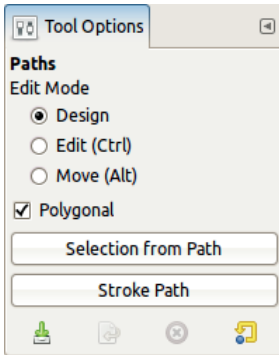 Tool Options
Paths
Edit Mode
Design
Edit (Ctrl)
Move (Alt)
Polygonal
Selection from Path
Stroke Path